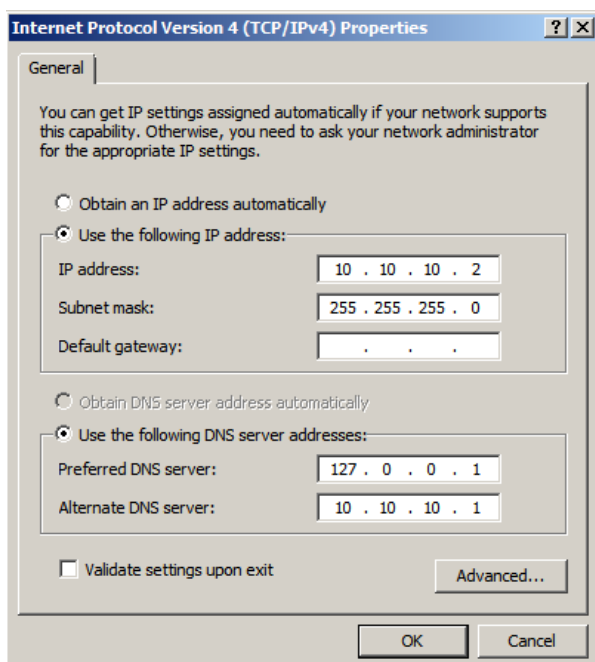 Internet Protocol Version 4 (TCP/IPv4) Properties
General
You can get IP settings assigned automatically if your network supports
this capability. Otherwise, you need to ask your network administrator
for the appropriate IP settings.
Obtain an IP address automatically
Use the following IP address:
IP address: 10 . 10 . 10 . 2
Subnet mask: 255 . 255 . 255 . 0
Default gateway: . . .
Obtain DNS server address automatically
Use the following DNS server addresses:
Preferred DNS server: 127 . 0 . 0 . 1
Alternate DNS server: 10 . 10 . 10 . 1
Validate settings upon exit
Advanced...
OK Cancel